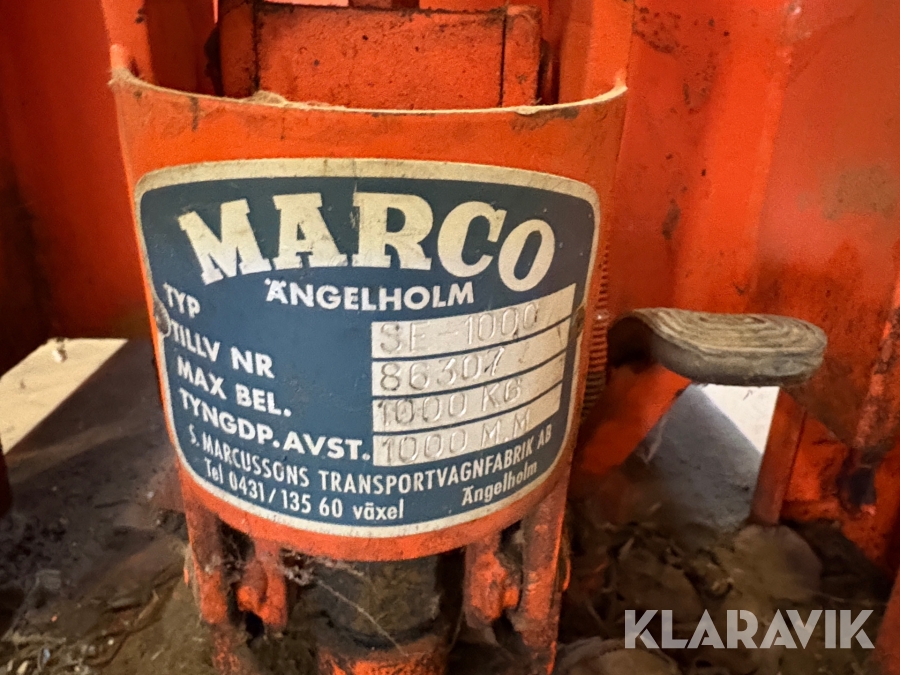 MARCO
ÄNGELHOLM
TYP SE-1000
TILLV NR 86307
MAX BEL. 1000 KG
TYNGDP.AVST. 1000 M.M
S. MARCUSSONS TRANSPORTVAGNFABRIK AB
Tel 0431/135 60 växel Ängelholm
KLARAVIK